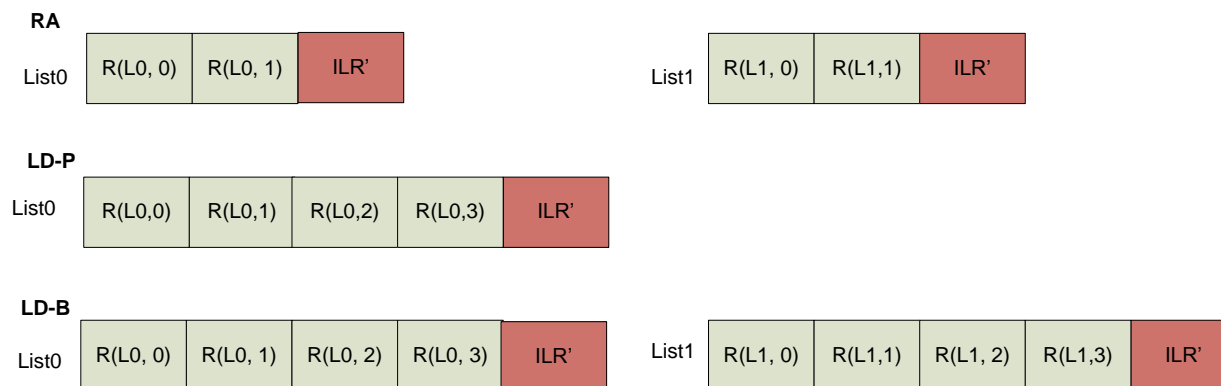 RA
List0 R(L0, 0) R(L0, 1) ILR’ List1 R(L1, 0) R(L1,1) ILR’
LD-P
List0 R(L0,0) R(L0,1) R(L0,2) R(L0,3) ILR’
LD-B
List0 R(L0, 0) R(L0, 1) R(L0, 2) R(L0, 3) ILR’ List1 R(L1, 0) R(L1,1) R(L1, 2) R(L1,3) ILR’